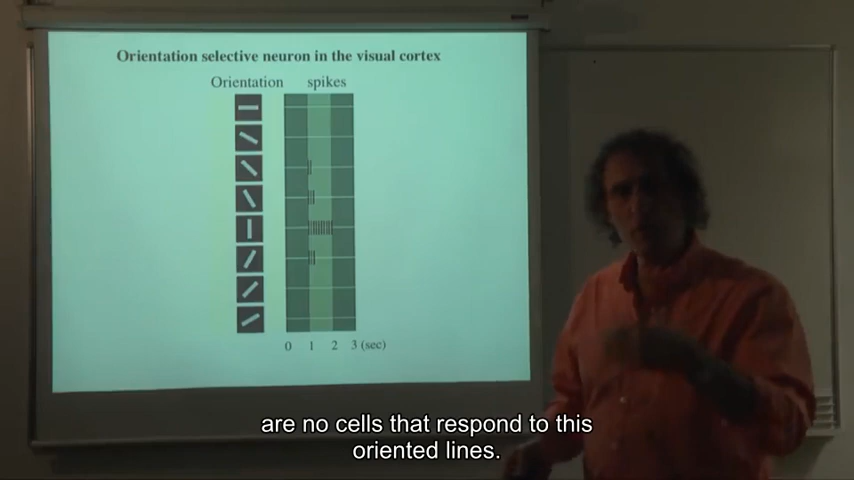 Orientation selective neuron in the visual cortex
Orientation spikes
0 1 2 3 (sec)
are no cells that respond to this
oriented lines.